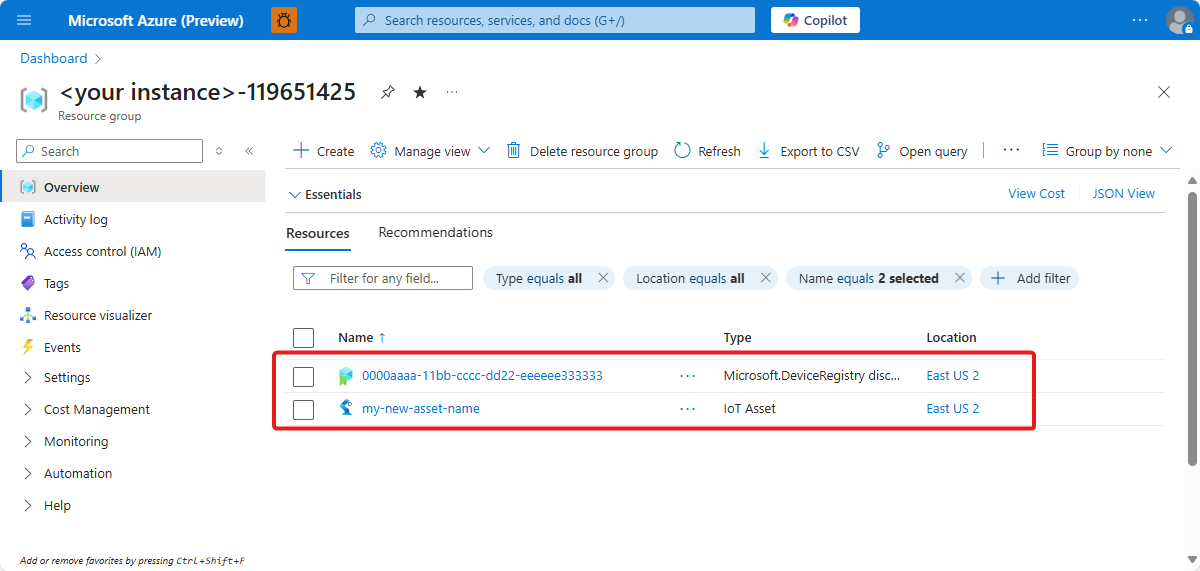 Microsoft Azure (Preview)
Search resources, services, and docs (G+/)
Copilot
Dashboard
<your instance>-119651425
Resource group
Search
Create
Manage view
Delete resource group
Refresh
Export to CSV
Open query
Group by none
Overview
Activity log
Access control (IAM)
Tags
Resource visualizer
Events
Settings
Cost Management
Monitoring
Automation
Help
Add or remove favorites by pressing Ctrl+Shift+F
Essentials
View Cost
JSON View
Resources
Recommendations
Filter for any field...
Type equals all
Location equals all
Name equals 2 selected
Add filter
Name ↑
Type
Location
0000aaaa-11bb-cccc-dd22-eeeeee333333
Microsoft.DeviceRegistry disc...
East US 2
my-new-asset-name
IoT Asset
East US 2